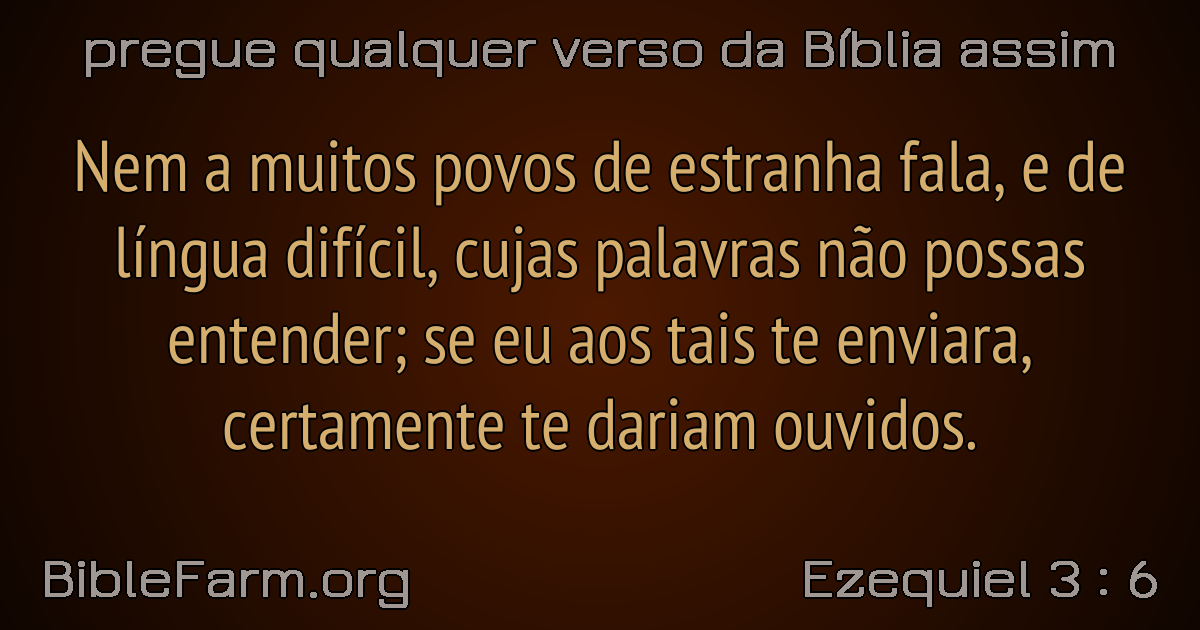 pregue qualquer verso da Bíblia assim
Nem a muitos povos de estranha fala, e de
língua difícil, cujas palavras não possas
entender; se eu aos tais te enviara,
certamente te dariam ouvidos.
BibleFarm.org
Ezequiel 3 : 6